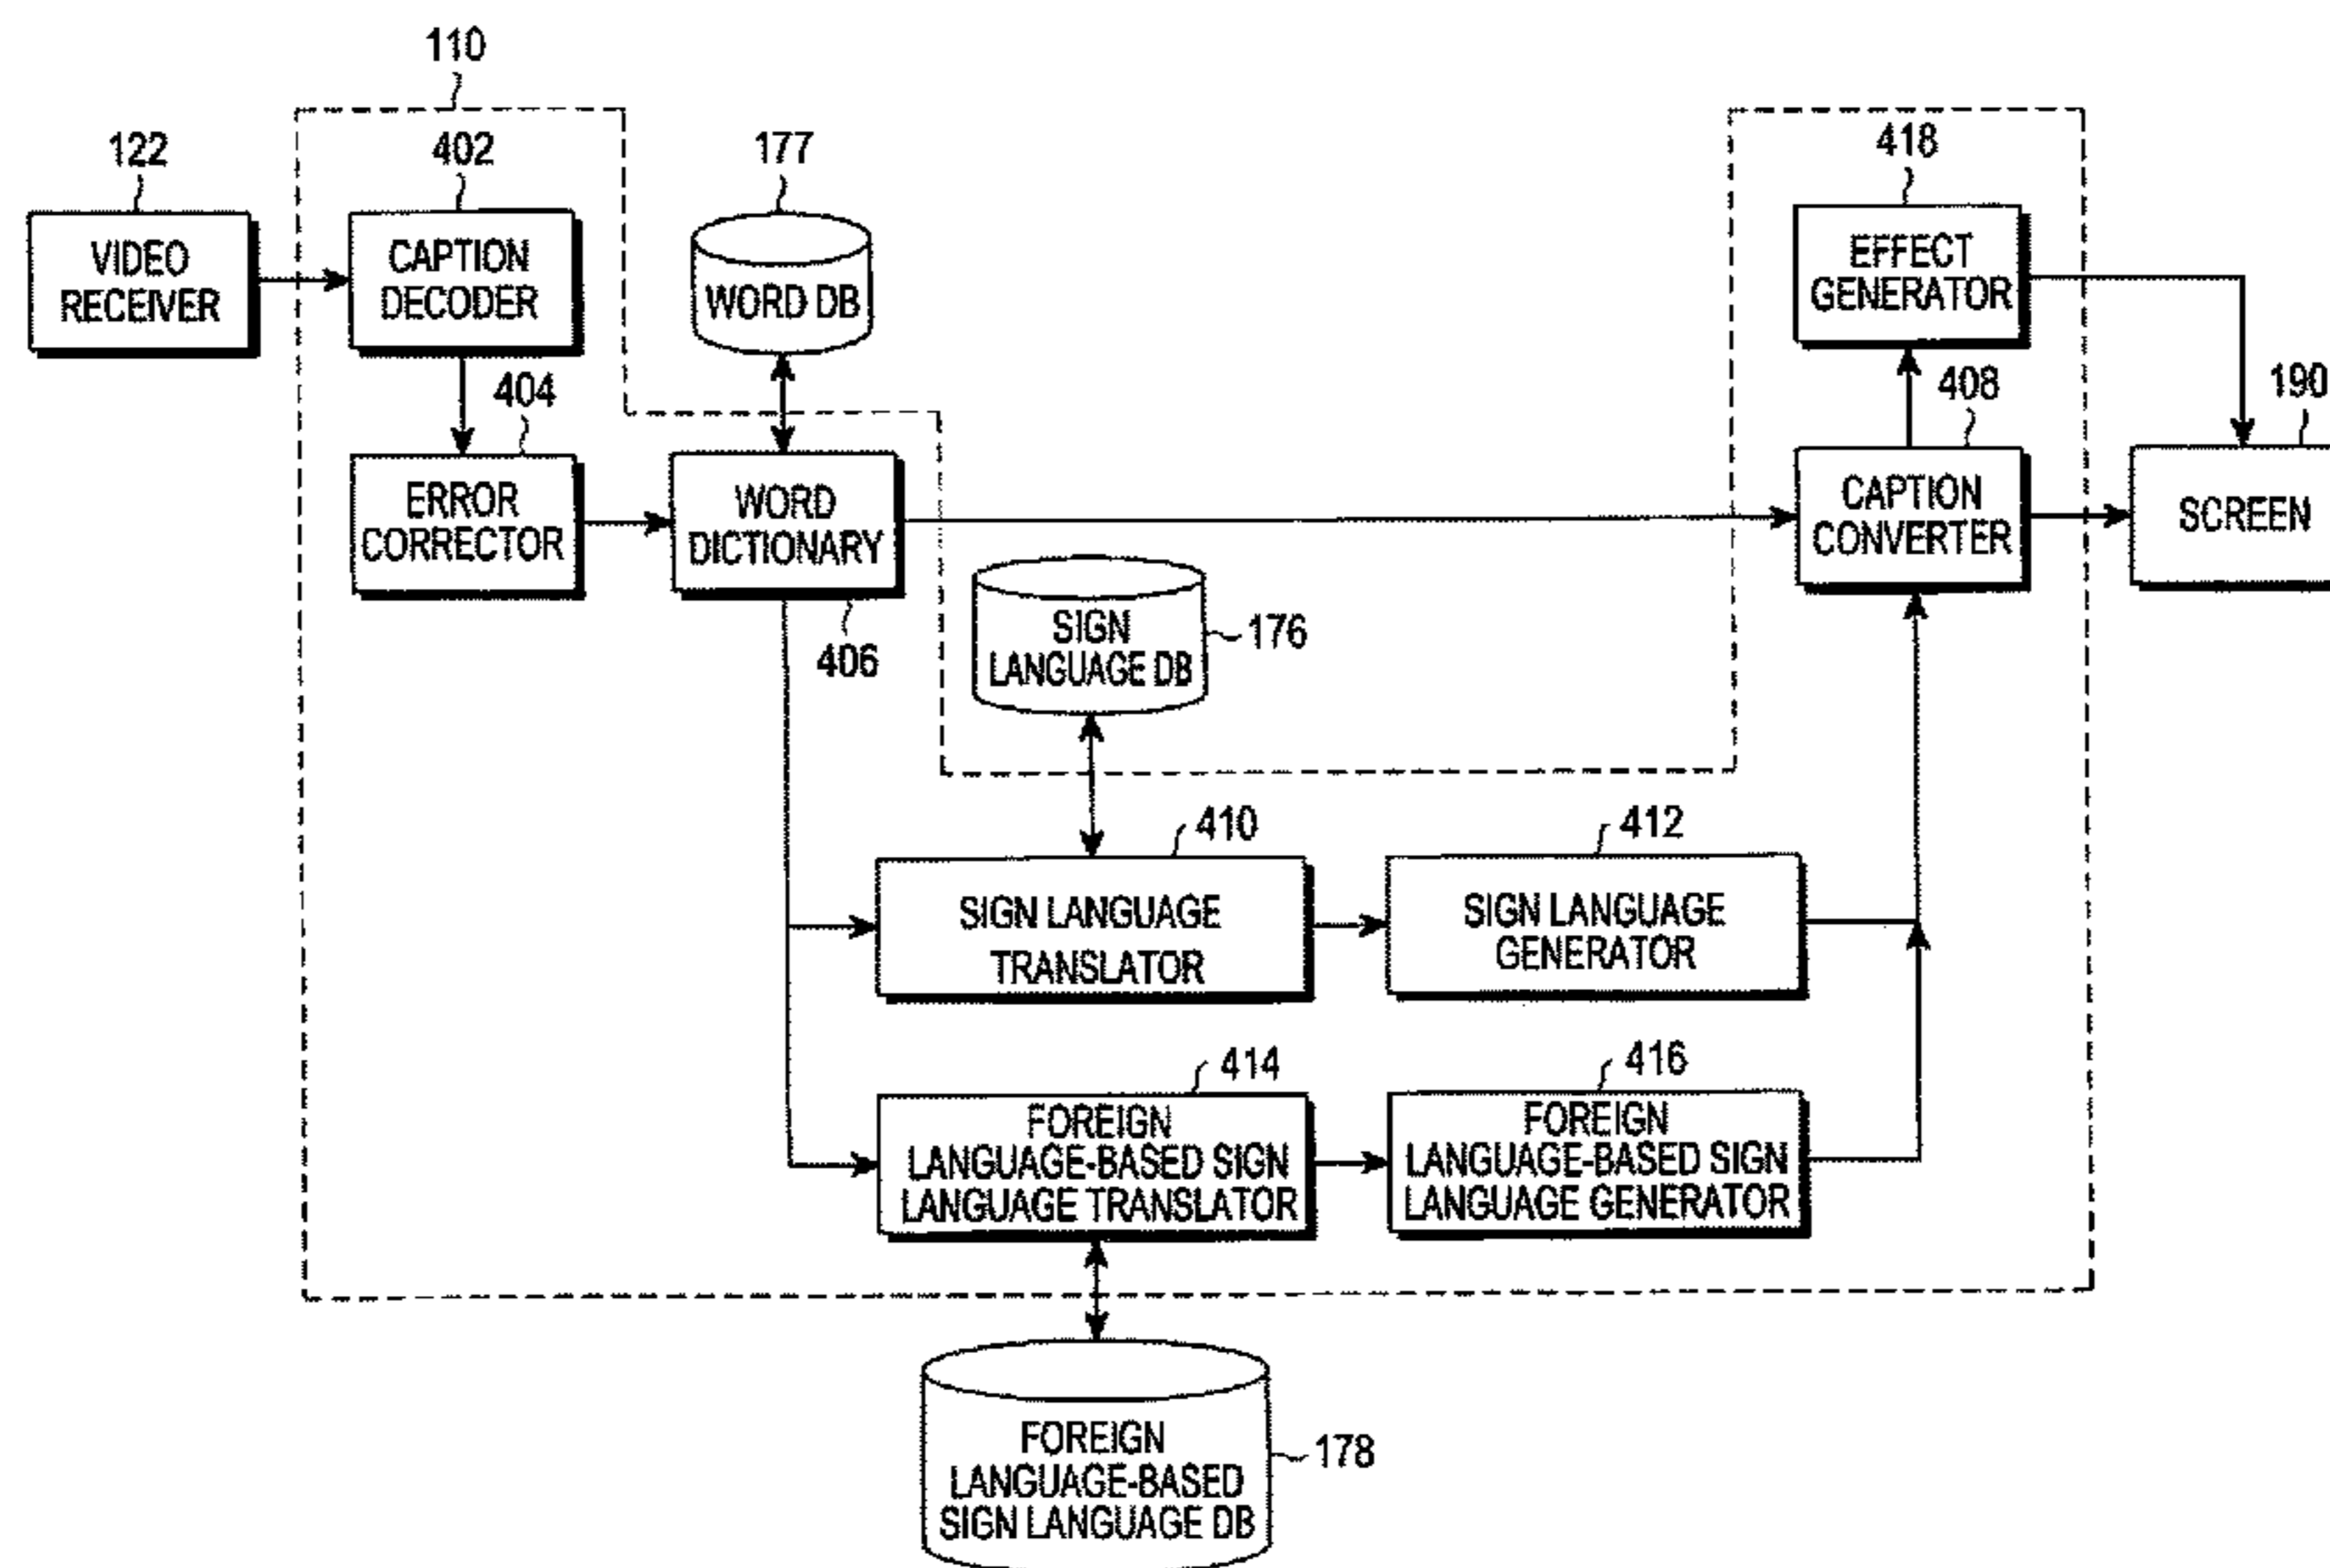 110
122
402
177
418
VIDEO
RECEIVER
CAPTION
DECODER
WORD DB
EFFECT
GENERATOR
404
408
190
ERROR
CORRECTOR
WORD
DICTIONARY
CAPTION
CONVERTER
SCREEN
406
SIGN
LANGUAGE DB
176
410
412
SIGN LANGUAGE
TRANSLATOR
SIGN LANGUAGE
GENERATOR
414
416
FOREIGN
LANGUAGE-BASED SIGN
LANGUAGE TRANSLATOR
FOREIGN
LANGUAGE-BASED SIGN
LANGUAGE GENERATOR
FOREIGN
LANGUAGE-BASED
SIGN LANGUAGE DB
178